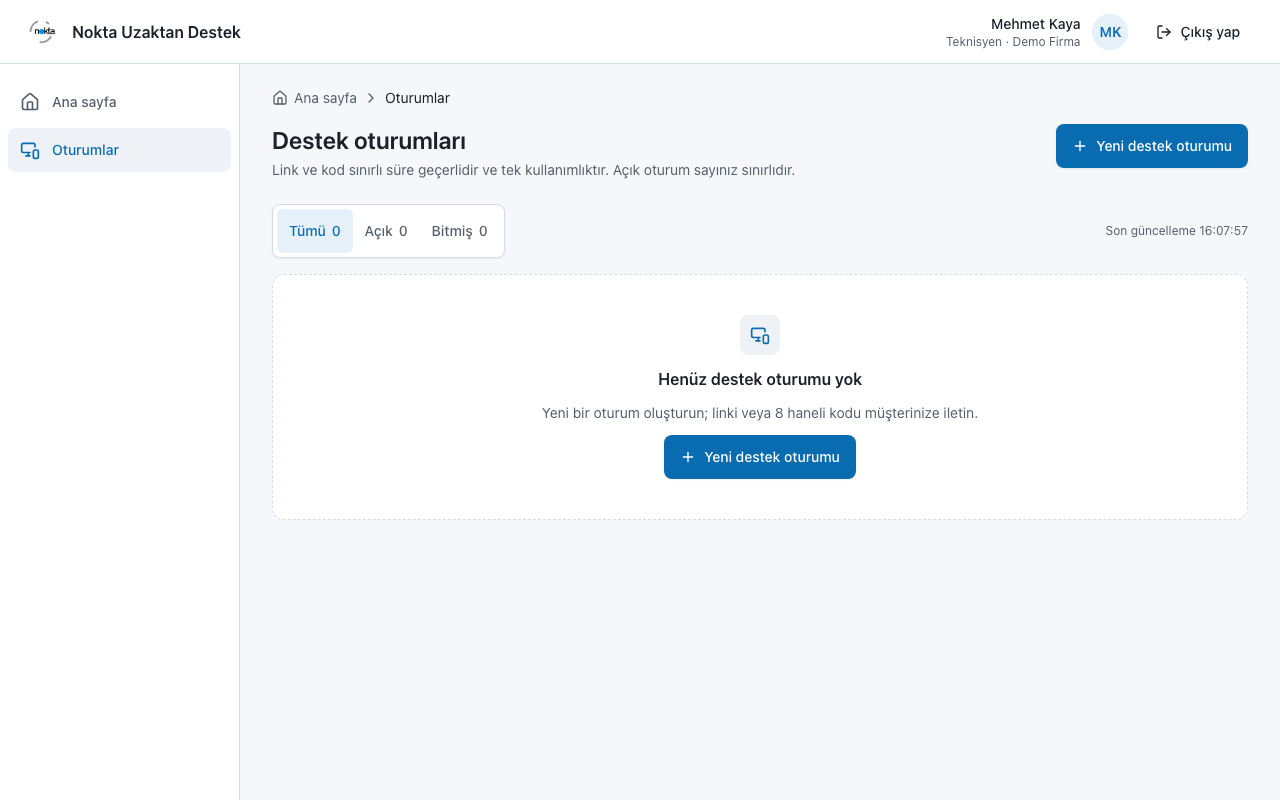 nokta
Nokta Uzaktan Destek
Mehmet Kaya
Teknisyen · Demo Firma
MK
Çıkış yap
Ana sayfa
Oturumlar
Ana sayfa > Oturumlar
Destek oturumları
Link ve kod sınırlı süre geçerlidir ve tek kullanımlıktır. Açık oturum sayınız sınırlıdır.
+ Yeni destek oturumu
Tümü 0 Açık 0 Bitmiş 0
Son güncelleme 16:07:57
Henüz destek oturumu yok
Yeni bir oturum oluşturun; linki veya 8 haneli kodu müşterinize iletin.
+ Yeni destek oturumu